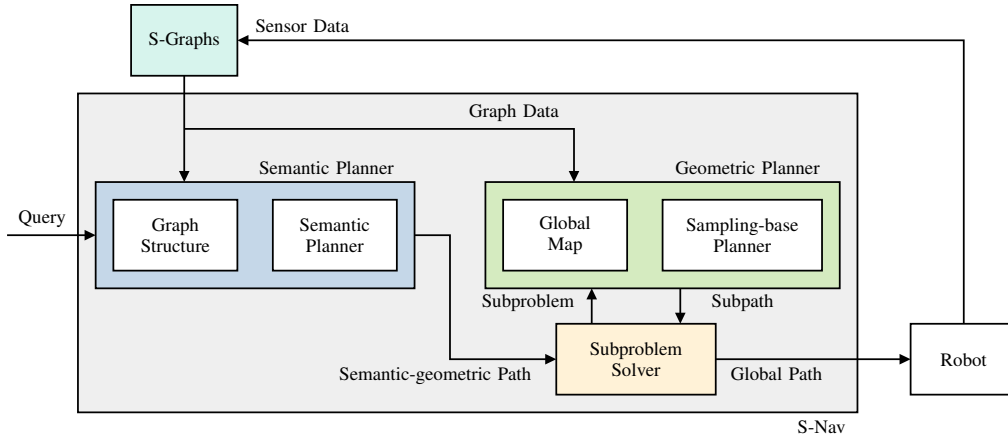 S-Graphs
Sensor Data
Graph Data
Semantic Planner
Geometric Planner
Query
Graph
Structure
Semantic
Planner
Global
Map
Sampling-base
Planner
Subproblem
Subpath
Semantic-geometric Path
Subproblem
Solver
Global Path
Robot
S-Nav